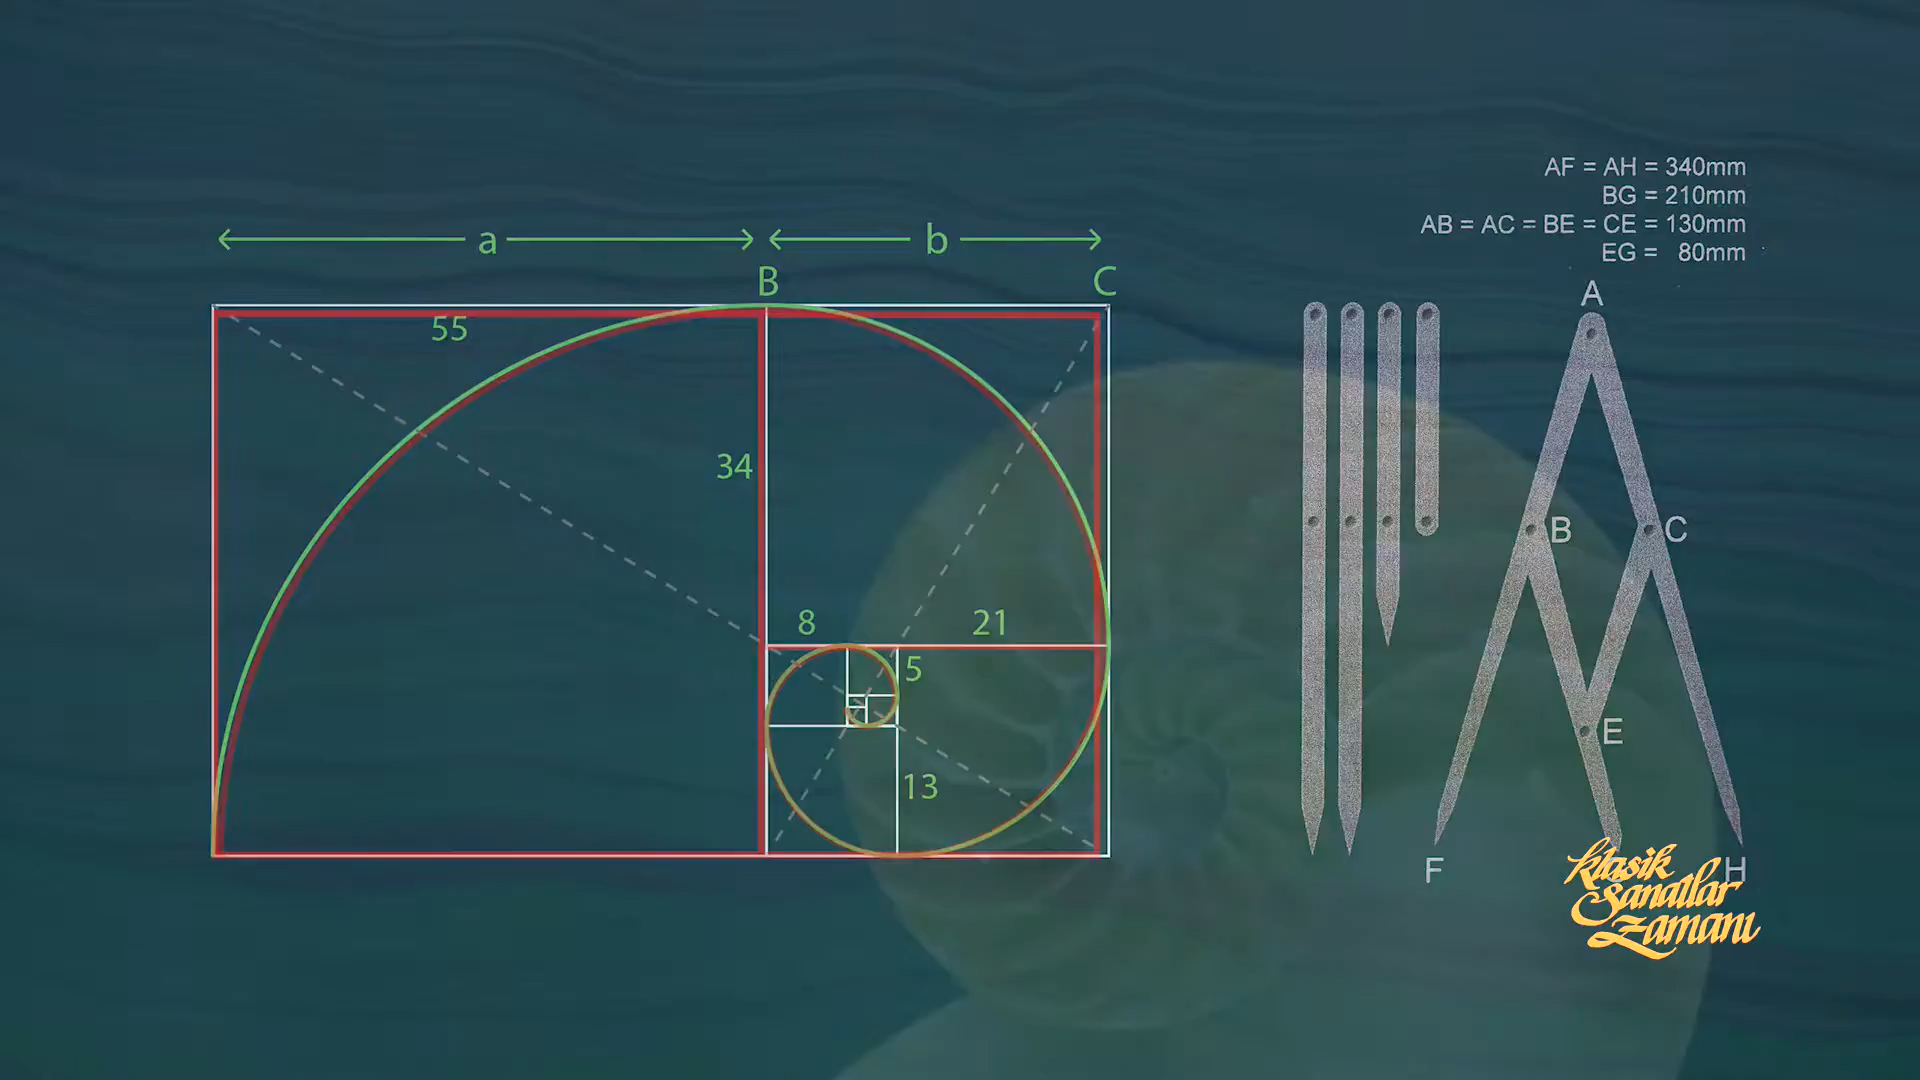 a
b
B
C
55
34
8
21
5
13
AF = AH = 340mm
BG = 210mm
AB = AC = BE = CE = 130mm
EG = 80mm
A
B
C
E
F
H
Klasik
Sanatlar
Zamanı